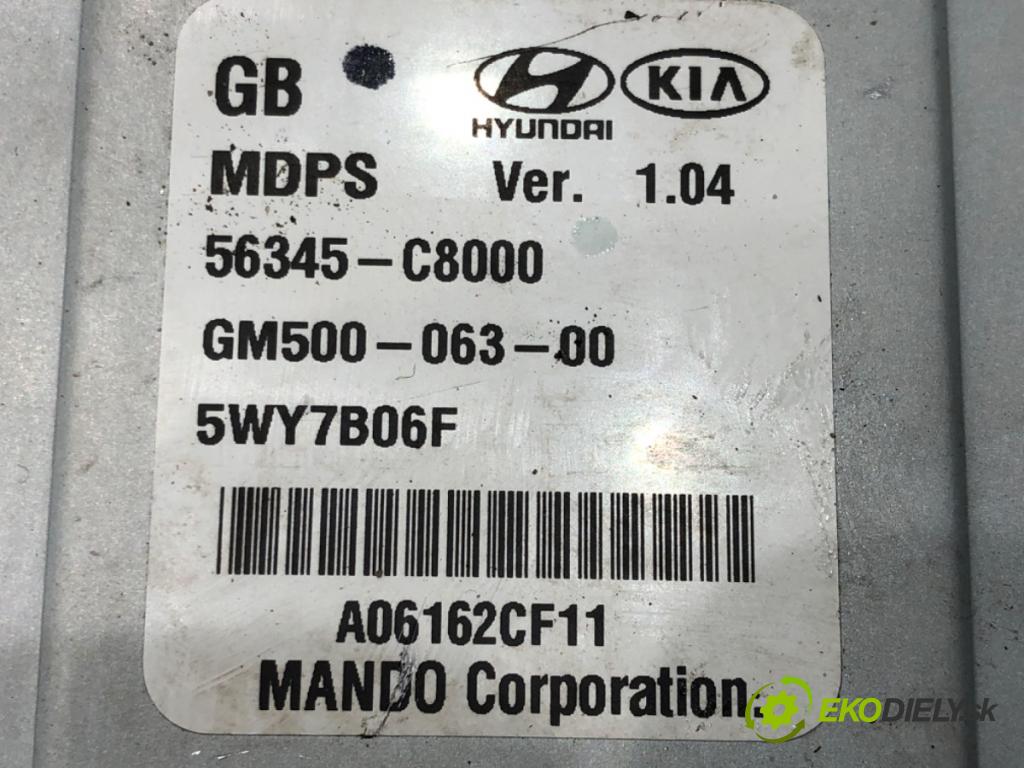 GB
HYUNDAI KIA
MDPS Ver. 1.04
56345-C8000
GM500-063-00
5WY7B06F
A06162CF11
MANDO Corporation.
EKODIELY.sk